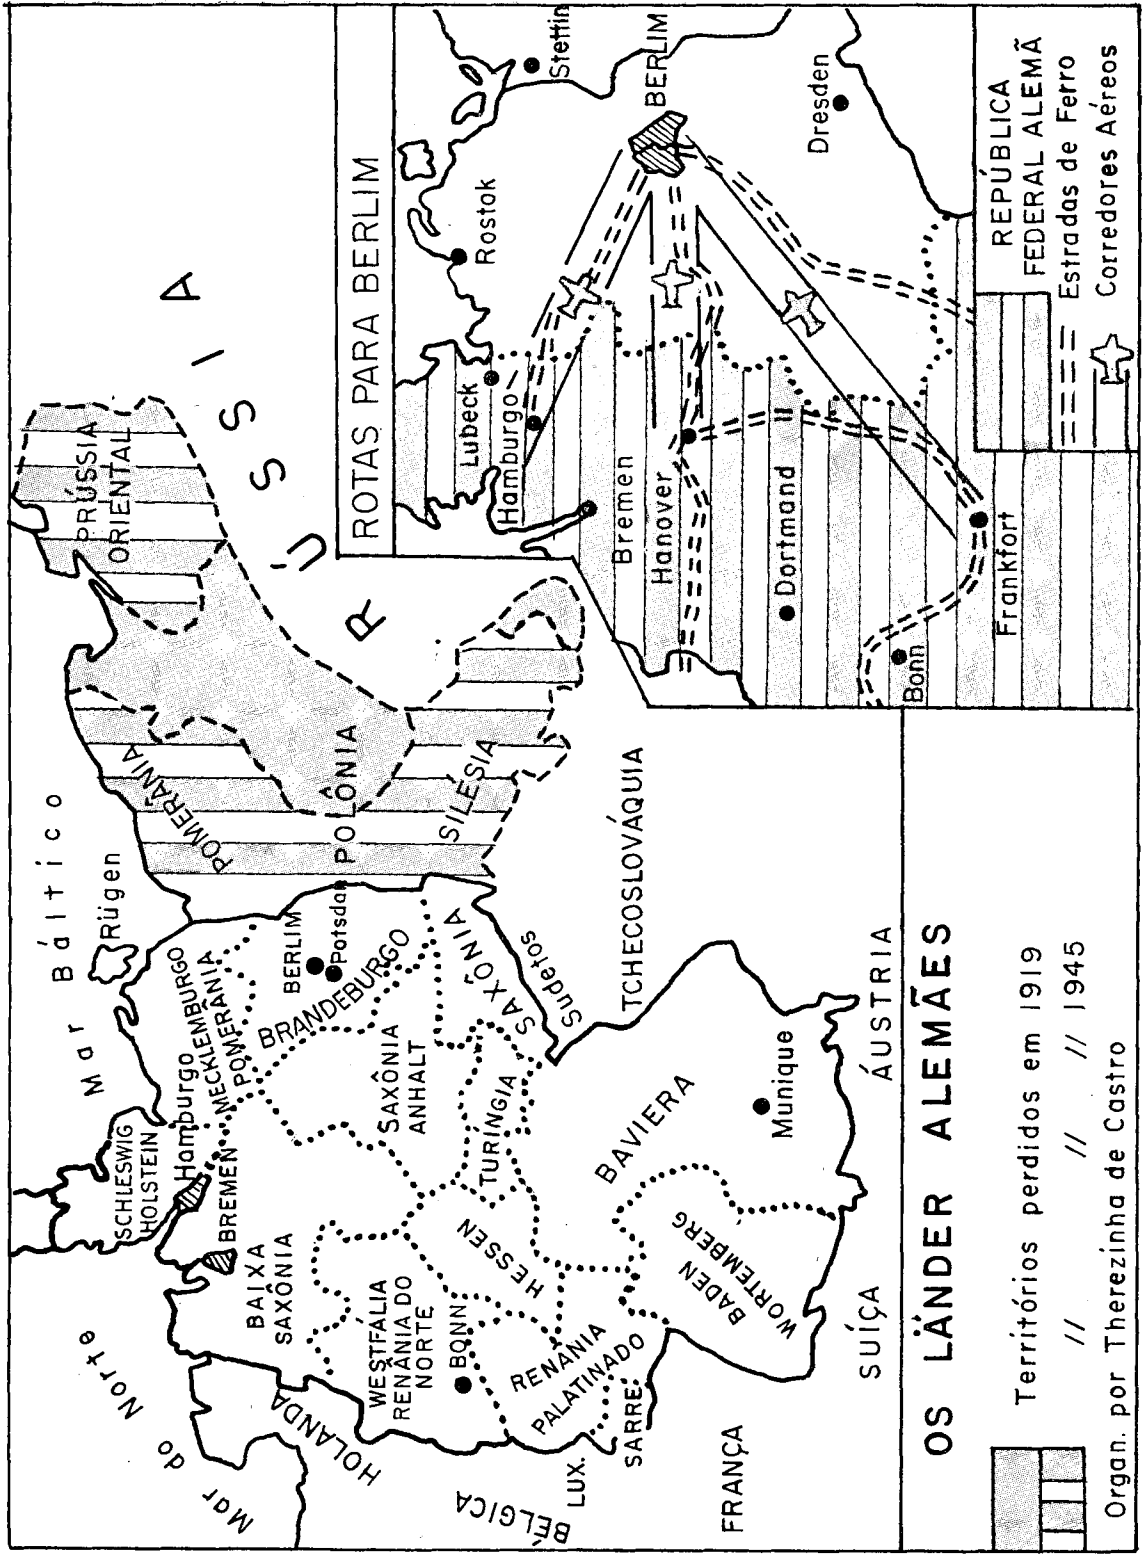 Mar do Norte
Mar Báltico
Rügen
SCHLESWIG
HOLSTEIN
Hamburgo
MECKLEMBURGO
POMERÂNIA
BREMEN
BAIXA
SAXÔNIA
BERLIM
Potsdan
BRANDEBURGO
SAXÔNIA
ANHALT
SAXÔNIA
Sudetos
TURÍNGIA
HESSEN
WESTFÁLIA
RENÂNIA DO
NORTE
BONN
RENÂNIA
PALATINADO
SARRE
LUX.
HOLANDA
BÉLGICA
FRANÇA
BAVIERA
BADEN
WORTEMBERG
Munique
SUÍÇA
ÁUSTRIA
TCHECOSLOVÁQUIA
POMERÂNIA
POLÔNIA
SILÉSIA
PRÚSSIA
ORIENTAL
RÚSSIA
ROTAS PARA BERLIM
Lubeck
Hamburgo
Rostok
Stettin
BERLIM
Bremen
Hanover
Dortmand
Dresden
Bonn
Frankfort
REPÚBLICA
FEDERAL ALEMÃ
Estradas de Ferro
Corredores Aéreos
OS LÄNDER ALEMÃES
Territórios perdidos em 1919
// // // 1945
Organ. por Therezinha de Castro